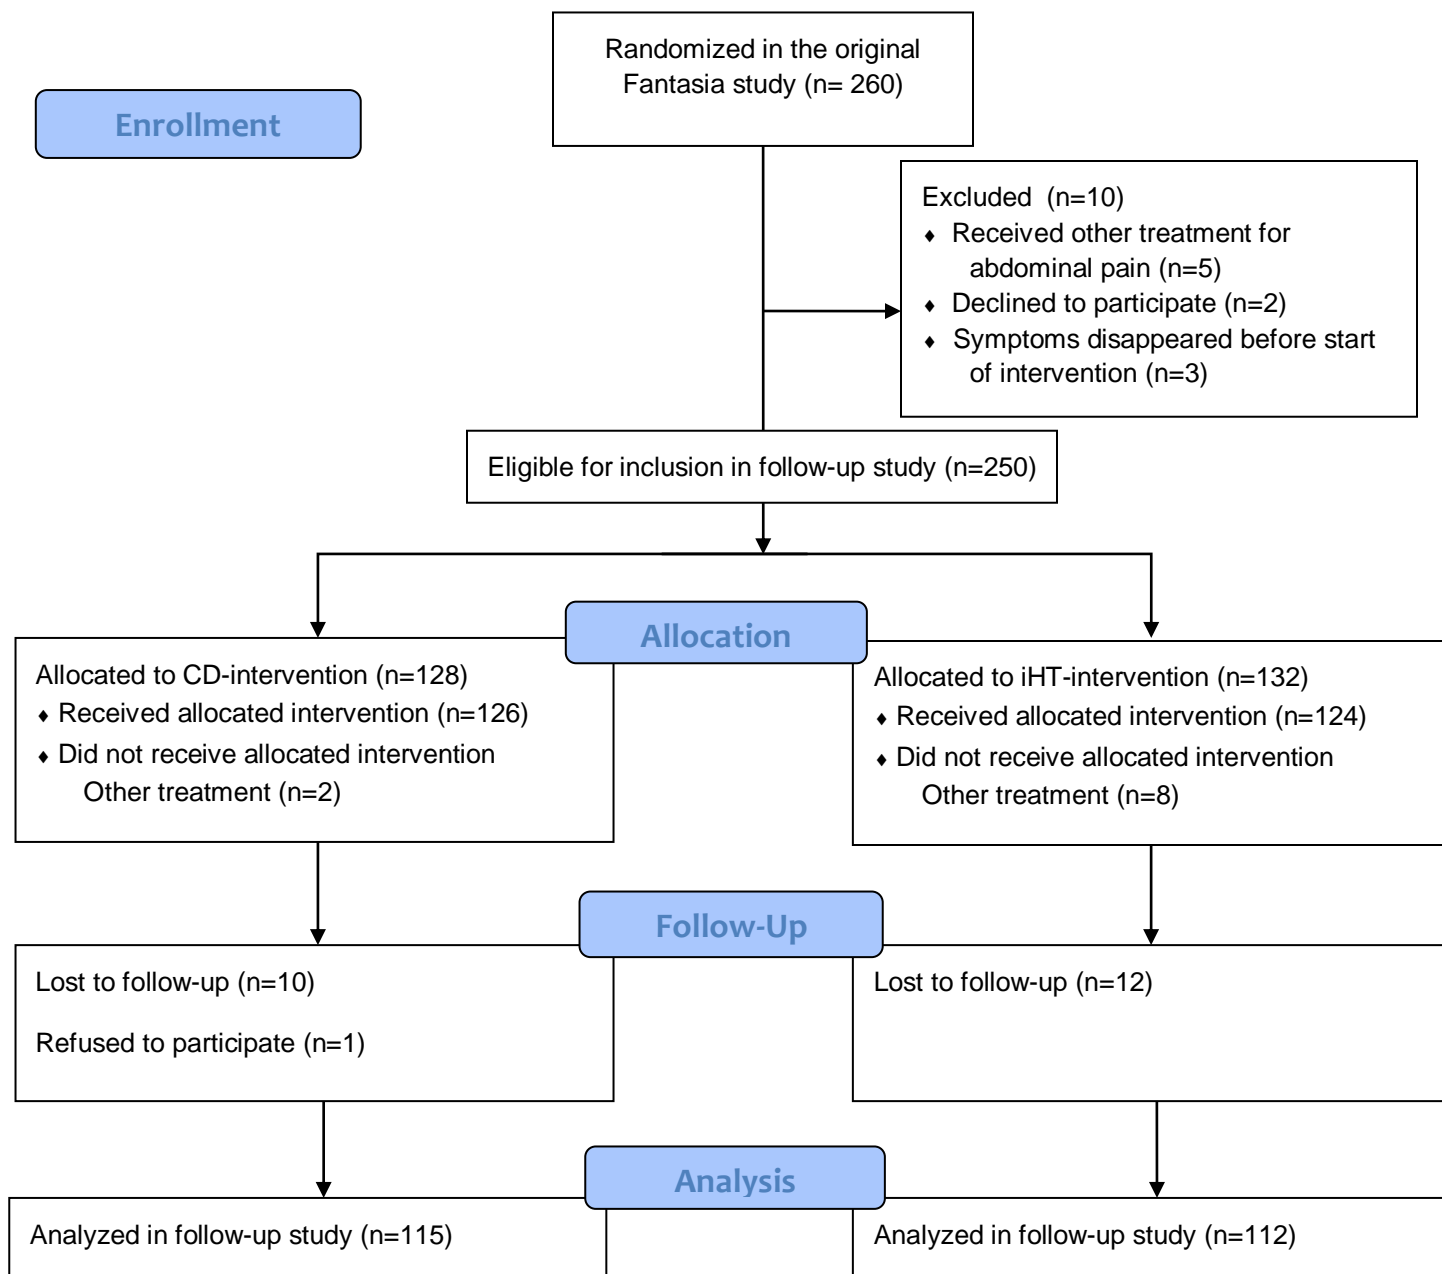 Randomized in the original
Fantasia study (n= 260)
Enrollment
Excluded  (n=10)
♦ Received other treatment for
abdominal pain (n=5)
♦ Declined to participate (n=2)
♦ Symptoms disappeared before start
of intervention (n=3)
Eligible for inclusion in follow-up study (n=250)
Allocation
Allocated to CD-intervention (n=128)
♦ Received allocated intervention (n=126)
♦ Did not receive allocated intervention
Other treatment (n=2)
Allocated to iHT-intervention (n=132)
♦ Received allocated intervention (n=124)
♦ Did not receive allocated intervention
Other treatment (n=8)
Follow-Up
Lost to follow-up (n=10)
Refused to participate (n=1)
Lost to follow-up (n=12)
Analysis
Analyzed in follow-up study (n=115)
Analyzed in follow-up study (n=112)